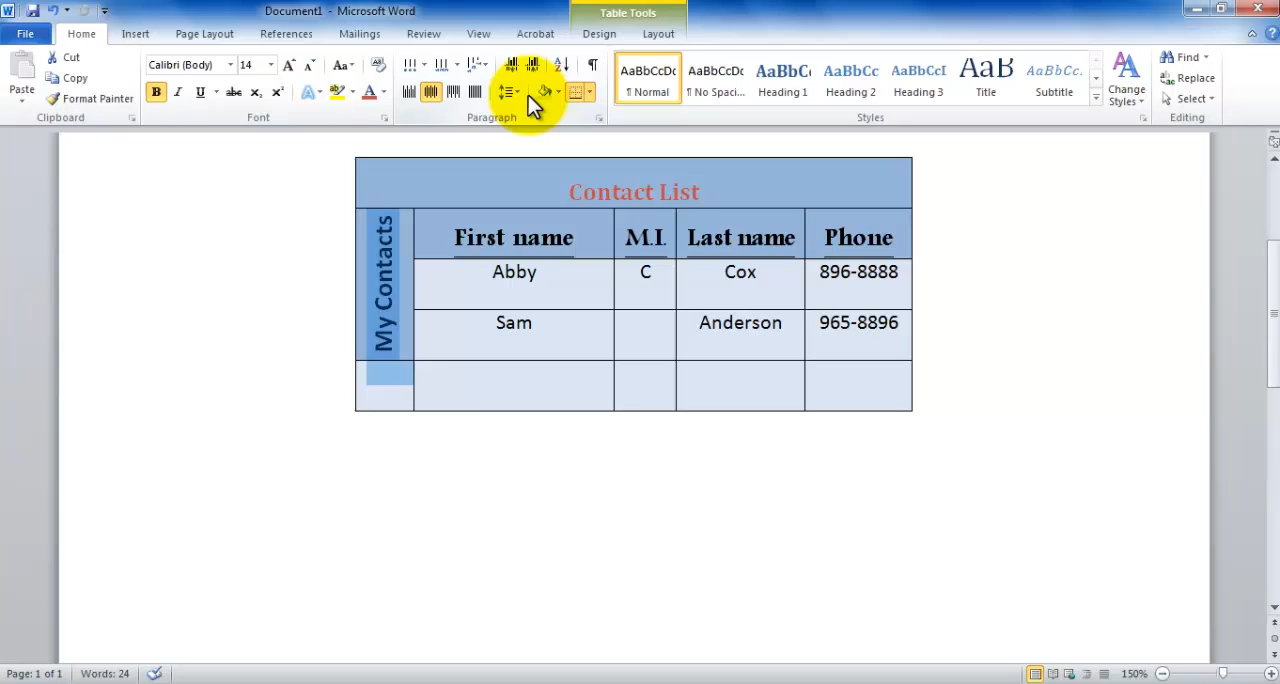 Document1 - Microsoft Word
Table Tools
File Home Insert Page Layout References Mailings Review View Acrobat Design Layout
Paste
Cut
Copy
Format Painter
Clipboard
Calibri (Body) 14
Font
Paragraph
AaBbCcDc AaBbCcDc AaBbC AaBbCc AaBbCcI AaB AaBbCc.
¶ Normal ¶ No Spaci... Heading 1 Heading 2 Heading 3 Title Subtitle
Change Styles
Styles
Find
Replace
Select
Editing
Contact List
My Contacts
First name M.I. Last name Phone
Abby C Cox 896-8888
Sam Anderson 965-8896
Page: 1 of 1 Words: 24 150%